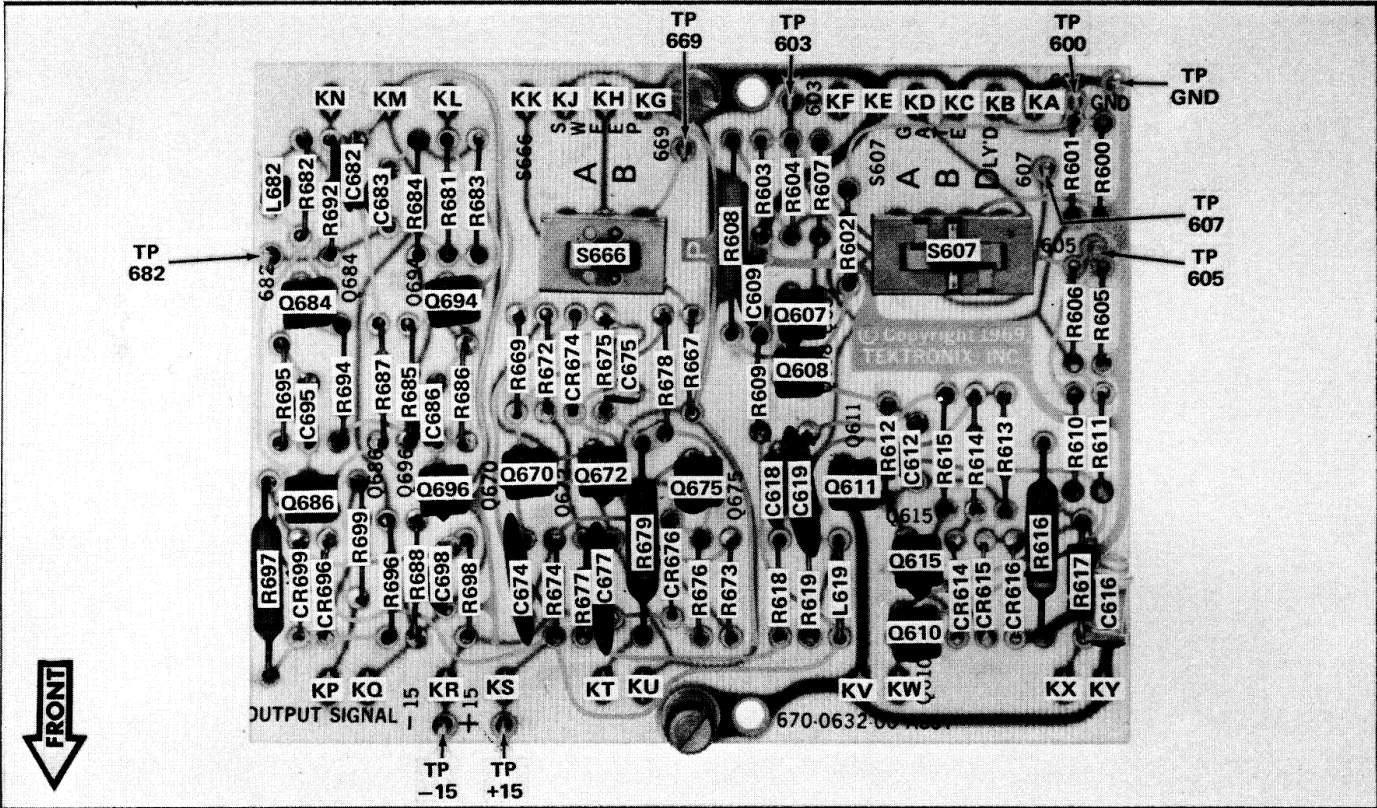 TP 669
TP 603
TP 600
TP GND
KN KM KL KK KJ KH KG 603 KF KE KD KC KB KA GND
SWEEP
GATE
DLY'D
S666 A B 669
S607 A B D 607
L682 R682 R692 C682 C683 R684 R681 R683
R608 R603 R604 R607 R602 R601 R600
TP 607
TP 682
682 Q684 Q694
S666
S607
605
TP 605
Q684 Q694
C609 Q607
R606 R605
© Copyright 1969
TEKTRONIX INC
R669 R672 CR674 R675 C675 R678 R667
Q608
R695 C695 R694 R687 R685 C686 R686
R609 Q611 R612 C612 R615 R614 R613 R610 R611
Q686 Q696 Q670 Q675
Q686 Q696 Q670 Q672 Q675 C618 C619 Q611
Q615
R697 CR699 CR696 R699 R696 R688 C698 R698
C674 R674 R677 C677 R679 CR676 R676 R673
R618 R619 L619 Q615 CR614 CR615 CR616 R616 R617 C616
Q610
KP KQ KR KS KT KU KV KW KX KY
OUTPUT SIGNAL -15 +15
670-0632-00
FRONT
TP –15
TP +15